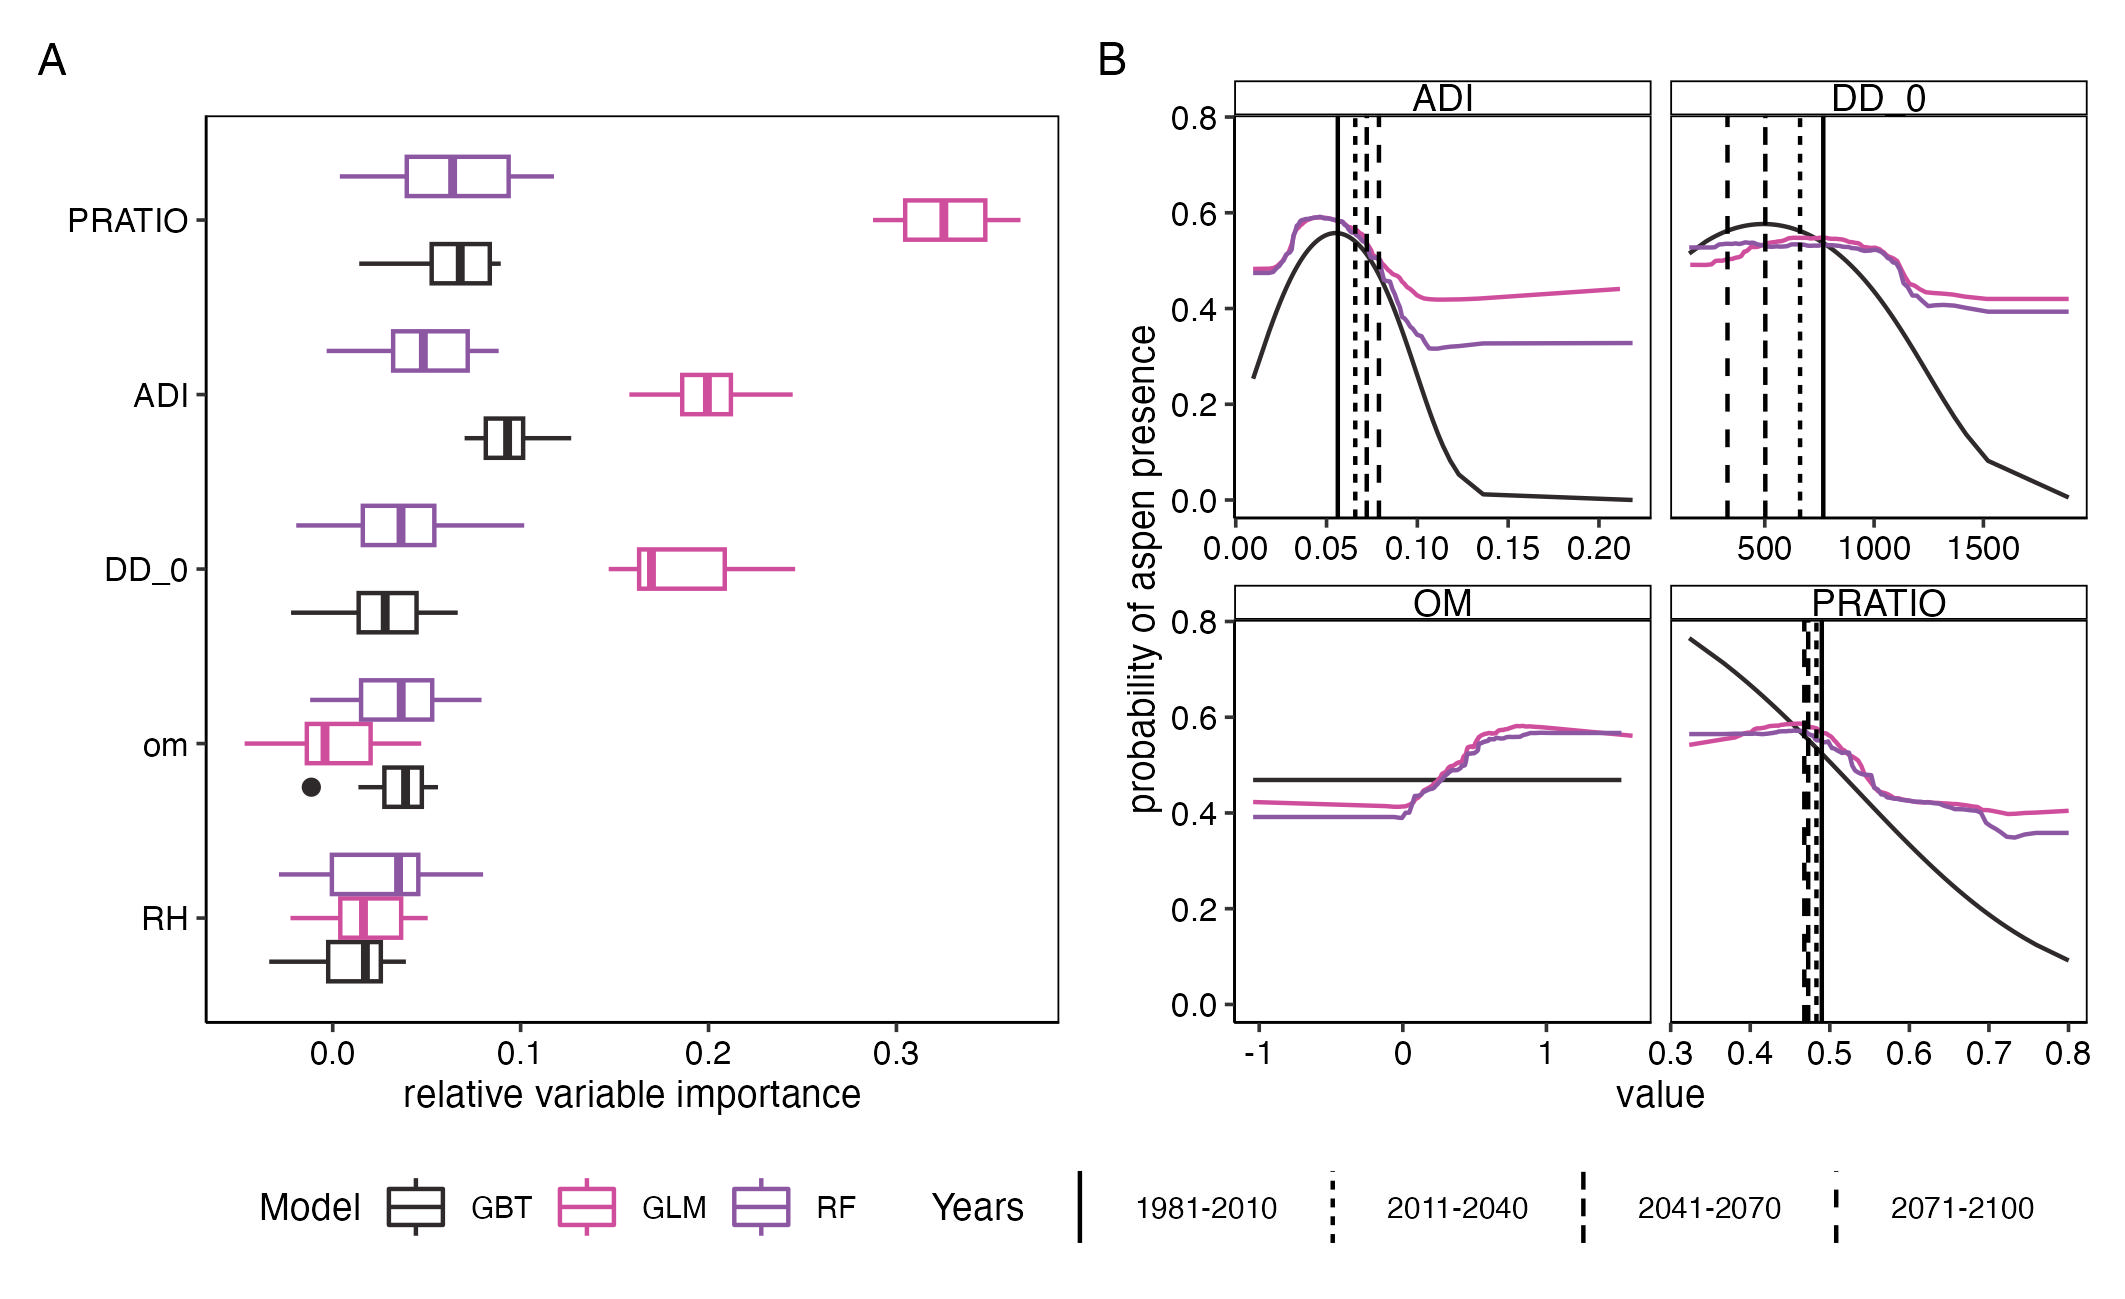 A
PRATIO
ADI
DD_0
om
RH
0.0 0.1 0.2 0.3
relative variable importance
B
probability of aspen presence
ADI DD_0
0.8
0.6
0.4
0.2
0.0
0.00 0.05 0.10 0.15 0.20 500 1000 1500
OM PRATIO
0.8
0.6
0.4
0.2
0.0
-1 0 1 0.3 0.4 0.5 0.6 0.7 0.8
value
Model GBT GLM RF Years 1981-2010 2011-2040 2041-2070 2071-2100